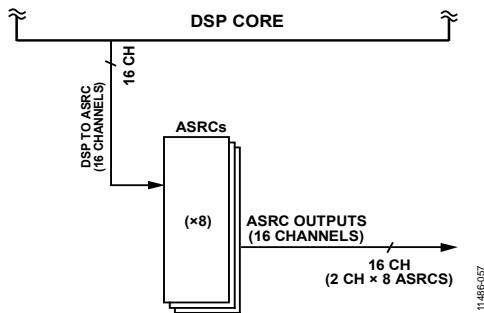 DSP CORE
16 CH
DSP TO ASRC
(16 CHANNELS)
ASRCs
(×8)
ASRC OUTPUTS
(16 CHANNELS)
16 CH
(2 CH × 8 ASRCS)
11486-057